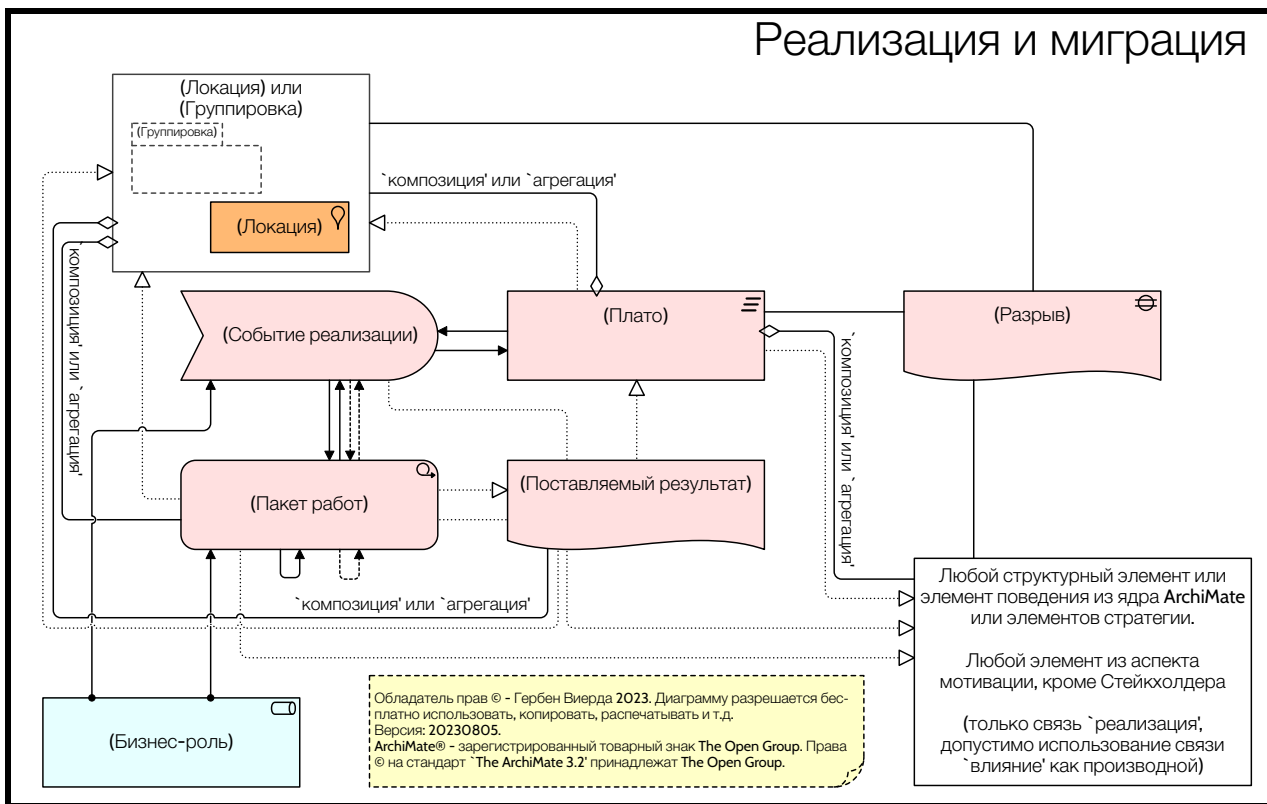 Реализация и миграция
(Локация) или
(Группировка)
(Группировка)
(Локация)
`композиция' или `агрегация'
`композиция' или `агрегация'
(Событие реализации)
(Плато)
(Разрыв)
`композиция' или `агрегация'
(Пакет работ)
(Поставляемый результат)
`композиция' или `агрегация'
Любой структурный элемент или
элемент поведения из ядра ArchiMate
или элементов стратегии.
Любой элемент из аспекта
мотивации, кроме Стейкхолдера
(только связь `реализация',
допустимо использование связи
`влияние' как производной)
(Бизнес-роль)
Обладатель прав © - Гербен Виерда 2023. Диаграмму разрешается бес-
платно использовать, копировать, распечатывать и т.д.
Версия: 20230805.
ArchiMate® - зарегистрированный товарный знак The Open Group. Права
© на стандарт `The ArchiMate 3.2' принадлежат The Open Group.